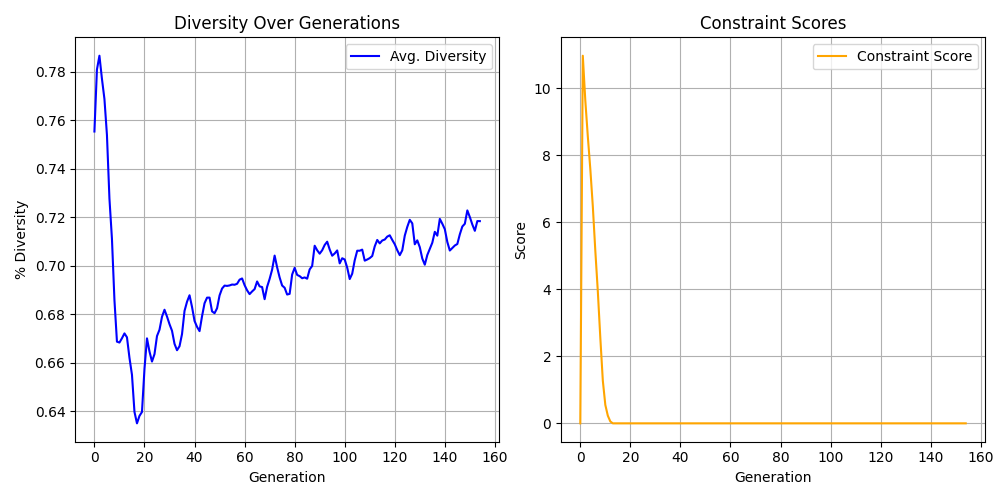 Diversity Over Generations
Avg. Diversity
% Diversity
0.78
0.76
0.74
0.72
0.70
0.68
0.66
0.64
0 20 40 60 80 100 120 140 160
Generation
Constraint Scores
Constraint Score
Score
10
8
6
4
2
0
0 20 40 60 80 100 120 140 160
Generation